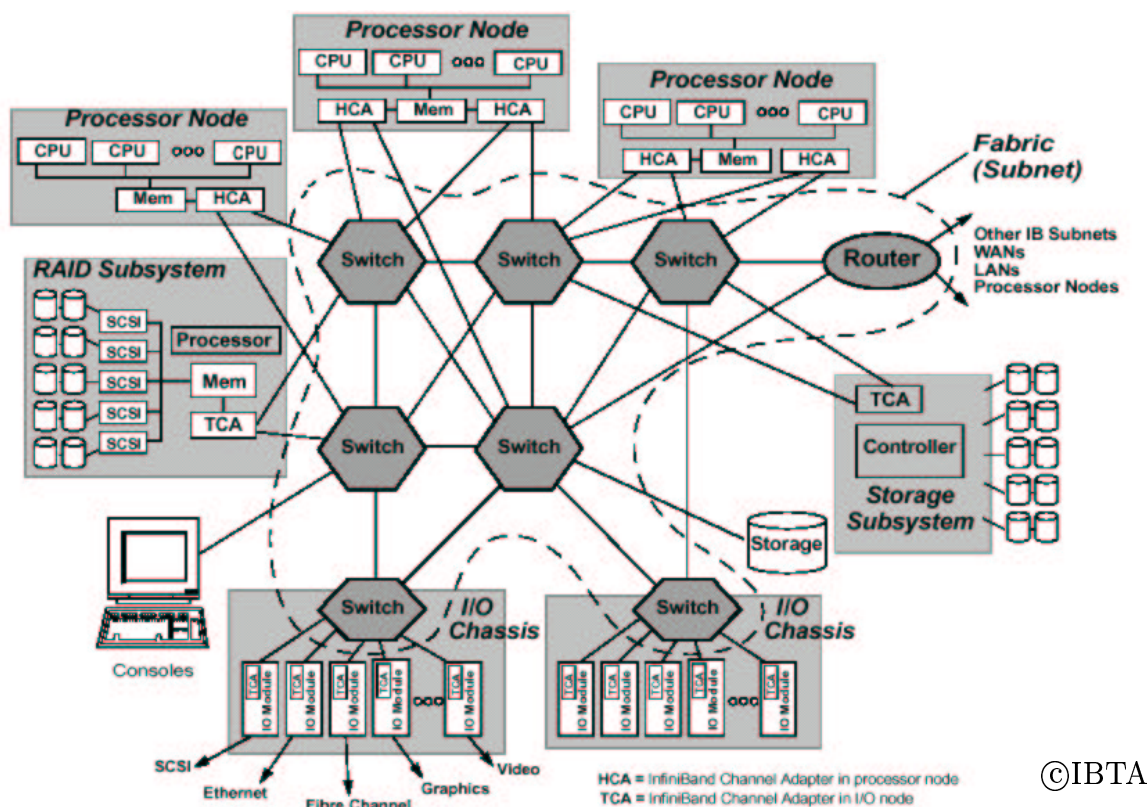 Processor Node
CPU CPU ooo CPU
HCA Mem HCA
Processor Node
CPU CPU ooo CPU
HCA Mem HCA
Processor Node
CPU CPU ooo CPU
Mem HCA
Fabric
(Subnet)
Switch Switch Switch Router
Other IB Subnets
WANs
LANs
Processor Nodes
RAID Subsystem
SCSI
SCSI
SCSI
SCSI
SCSI
Processor
Mem
TCA
Switch Switch
TCA
Controller
Storage
Subsystem
Storage
Consoles
Switch
I/O
Chassis
TCA IO Module
TCA IO Module
TCA IO Module
TCA IO Module
ooo
TCA IO Module
Switch
I/O
Chassis
TCA IO Module
TCA IO Module
TCA IO Module
TCA IO Module
ooo
TCA IO Module
SCSI
Ethernet
Fibre Channel
Graphics
Video
HCA = InfiniBand Channel Adapter in processor node
TCA = InfiniBand Channel Adapter in I/O node
©IBTA